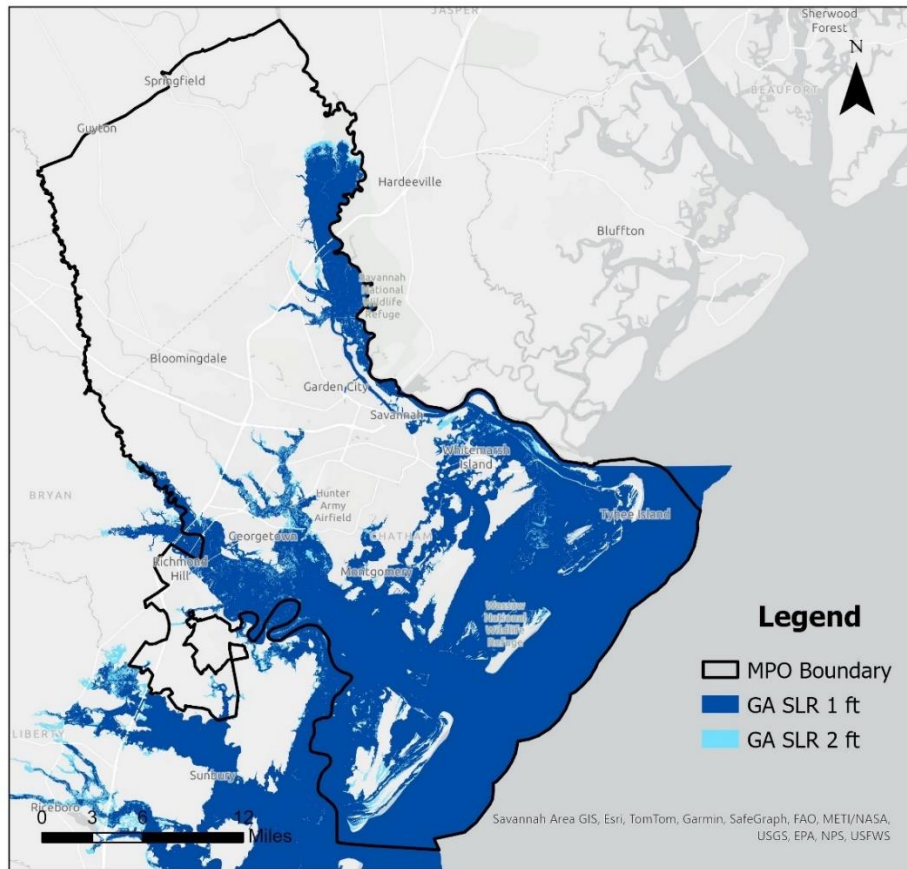 JASPER
Sherwood
Forest
N
BEAUFORT
Springfield
Guyton
Hardeeville
Bluffton
Savannah
National
Wildlife
Refuge
Bloomingdale
Garden City
Savannah
Whitemarsh
Island
BRYAN
Hunter
Army
Airfield
Tybee Island
Georgetown
CHATHAM
Richmond
Hill
Montgomery
Wassaw
National
Wildlife
Refuge
Legend
MPO Boundary
GA SLR 1 ft
GA SLR 2 ft
LIBERTY
Sunbury
Riceboro
0 3 6 12
Miles
Savannah Area GIS, Esri, TomTom, Garmin, SafeGraph, FAO, METI/NASA,
USGS, EPA, NPS, USFWS